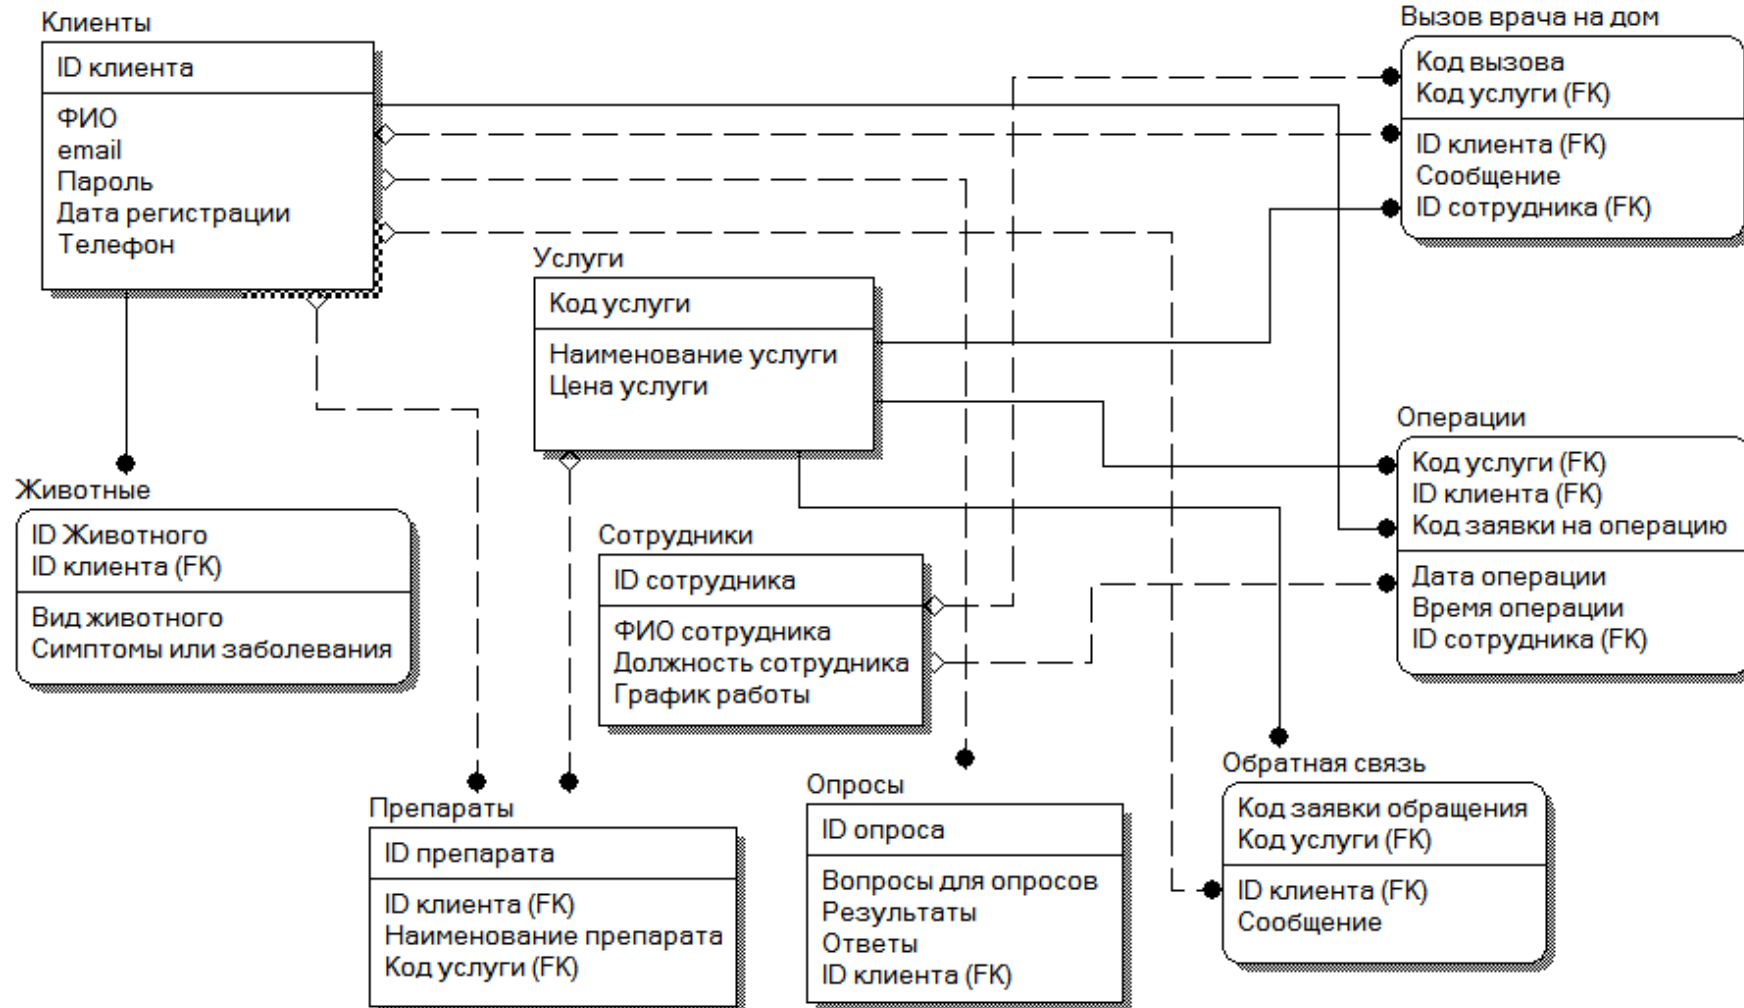 Клиенты
ID клиента
ФИО
email
Пароль
Дата регистрации
Телефон
Вызов врача на дом
Код вызова
Код услуги (FK)
ID клиента (FK)
Сообщение
ID сотрудника (FK)
Услуги
Код услуги
Наименование услуги
Цена услуги
Операции
Код услуги (FK)
ID клиента (FK)
Код заявки на операцию
Дата операции
Время операции
ID сотрудника (FK)
Животные
ID Животного
ID клиента (FK)
Вид животного
Симптомы или заболевания
Сотрудники
ID сотрудника
ФИО сотрудника
Должность сотрудника
График работы
Препараты
ID препарата
ID клиента (FK)
Наименование препарата
Код услуги (FK)
Опросы
ID опроса
Вопросы для опросов
Результаты
Ответы
ID клиента (FK)
Обратная связь
Код заявки обращения
Код услуги (FK)
ID клиента (FK)
Сообщение